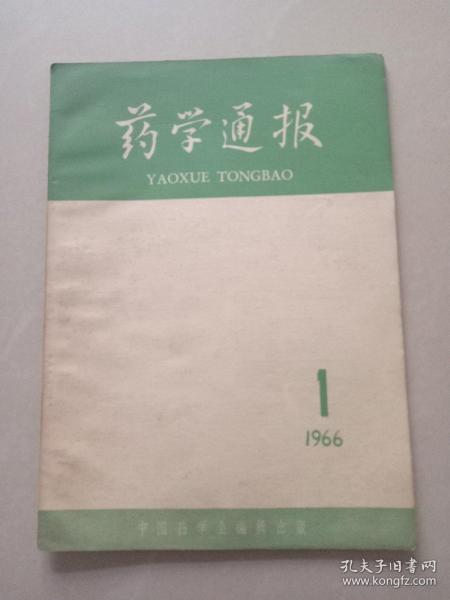 药学通报
YAOXUE TONGBAO
1
1966
中国药学会编辑出版
孔夫子旧书网
www.kongfz.com